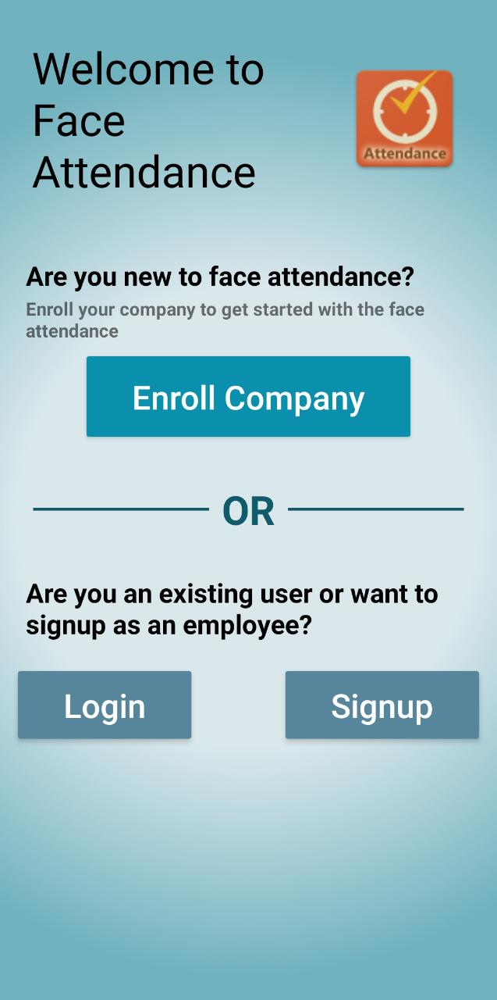 Welcome to
Face
Attendance
Attendance
Are you new to face attendance?
Enroll your company to get started with the face
attendance
Enroll Company
OR
Are you an existing user or want to
signup as an employee?
Login
Signup